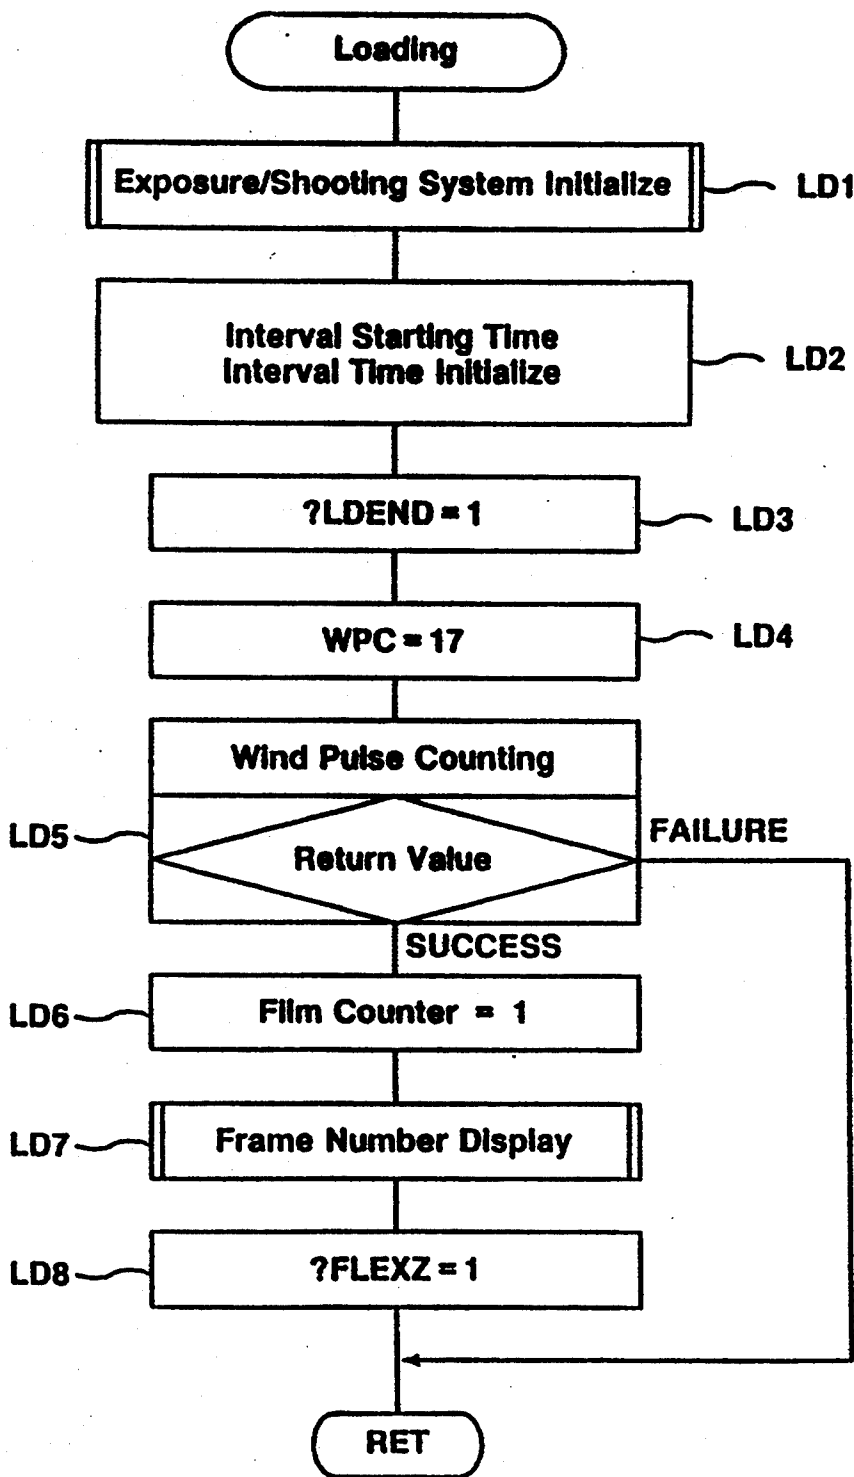 Loading
Exposure/Shooting System Initialize
LD1
Interval Starting Time
Interval Time Initialize
LD2
?LDEND = 1
LD3
WPC = 17
LD4
Wind Pulse Counting
LD5
Return Value
FAILURE
SUCCESS
LD6
Film Counter = 1
LD7
Frame Number Display
LD8
?FLEXZ = 1
RET